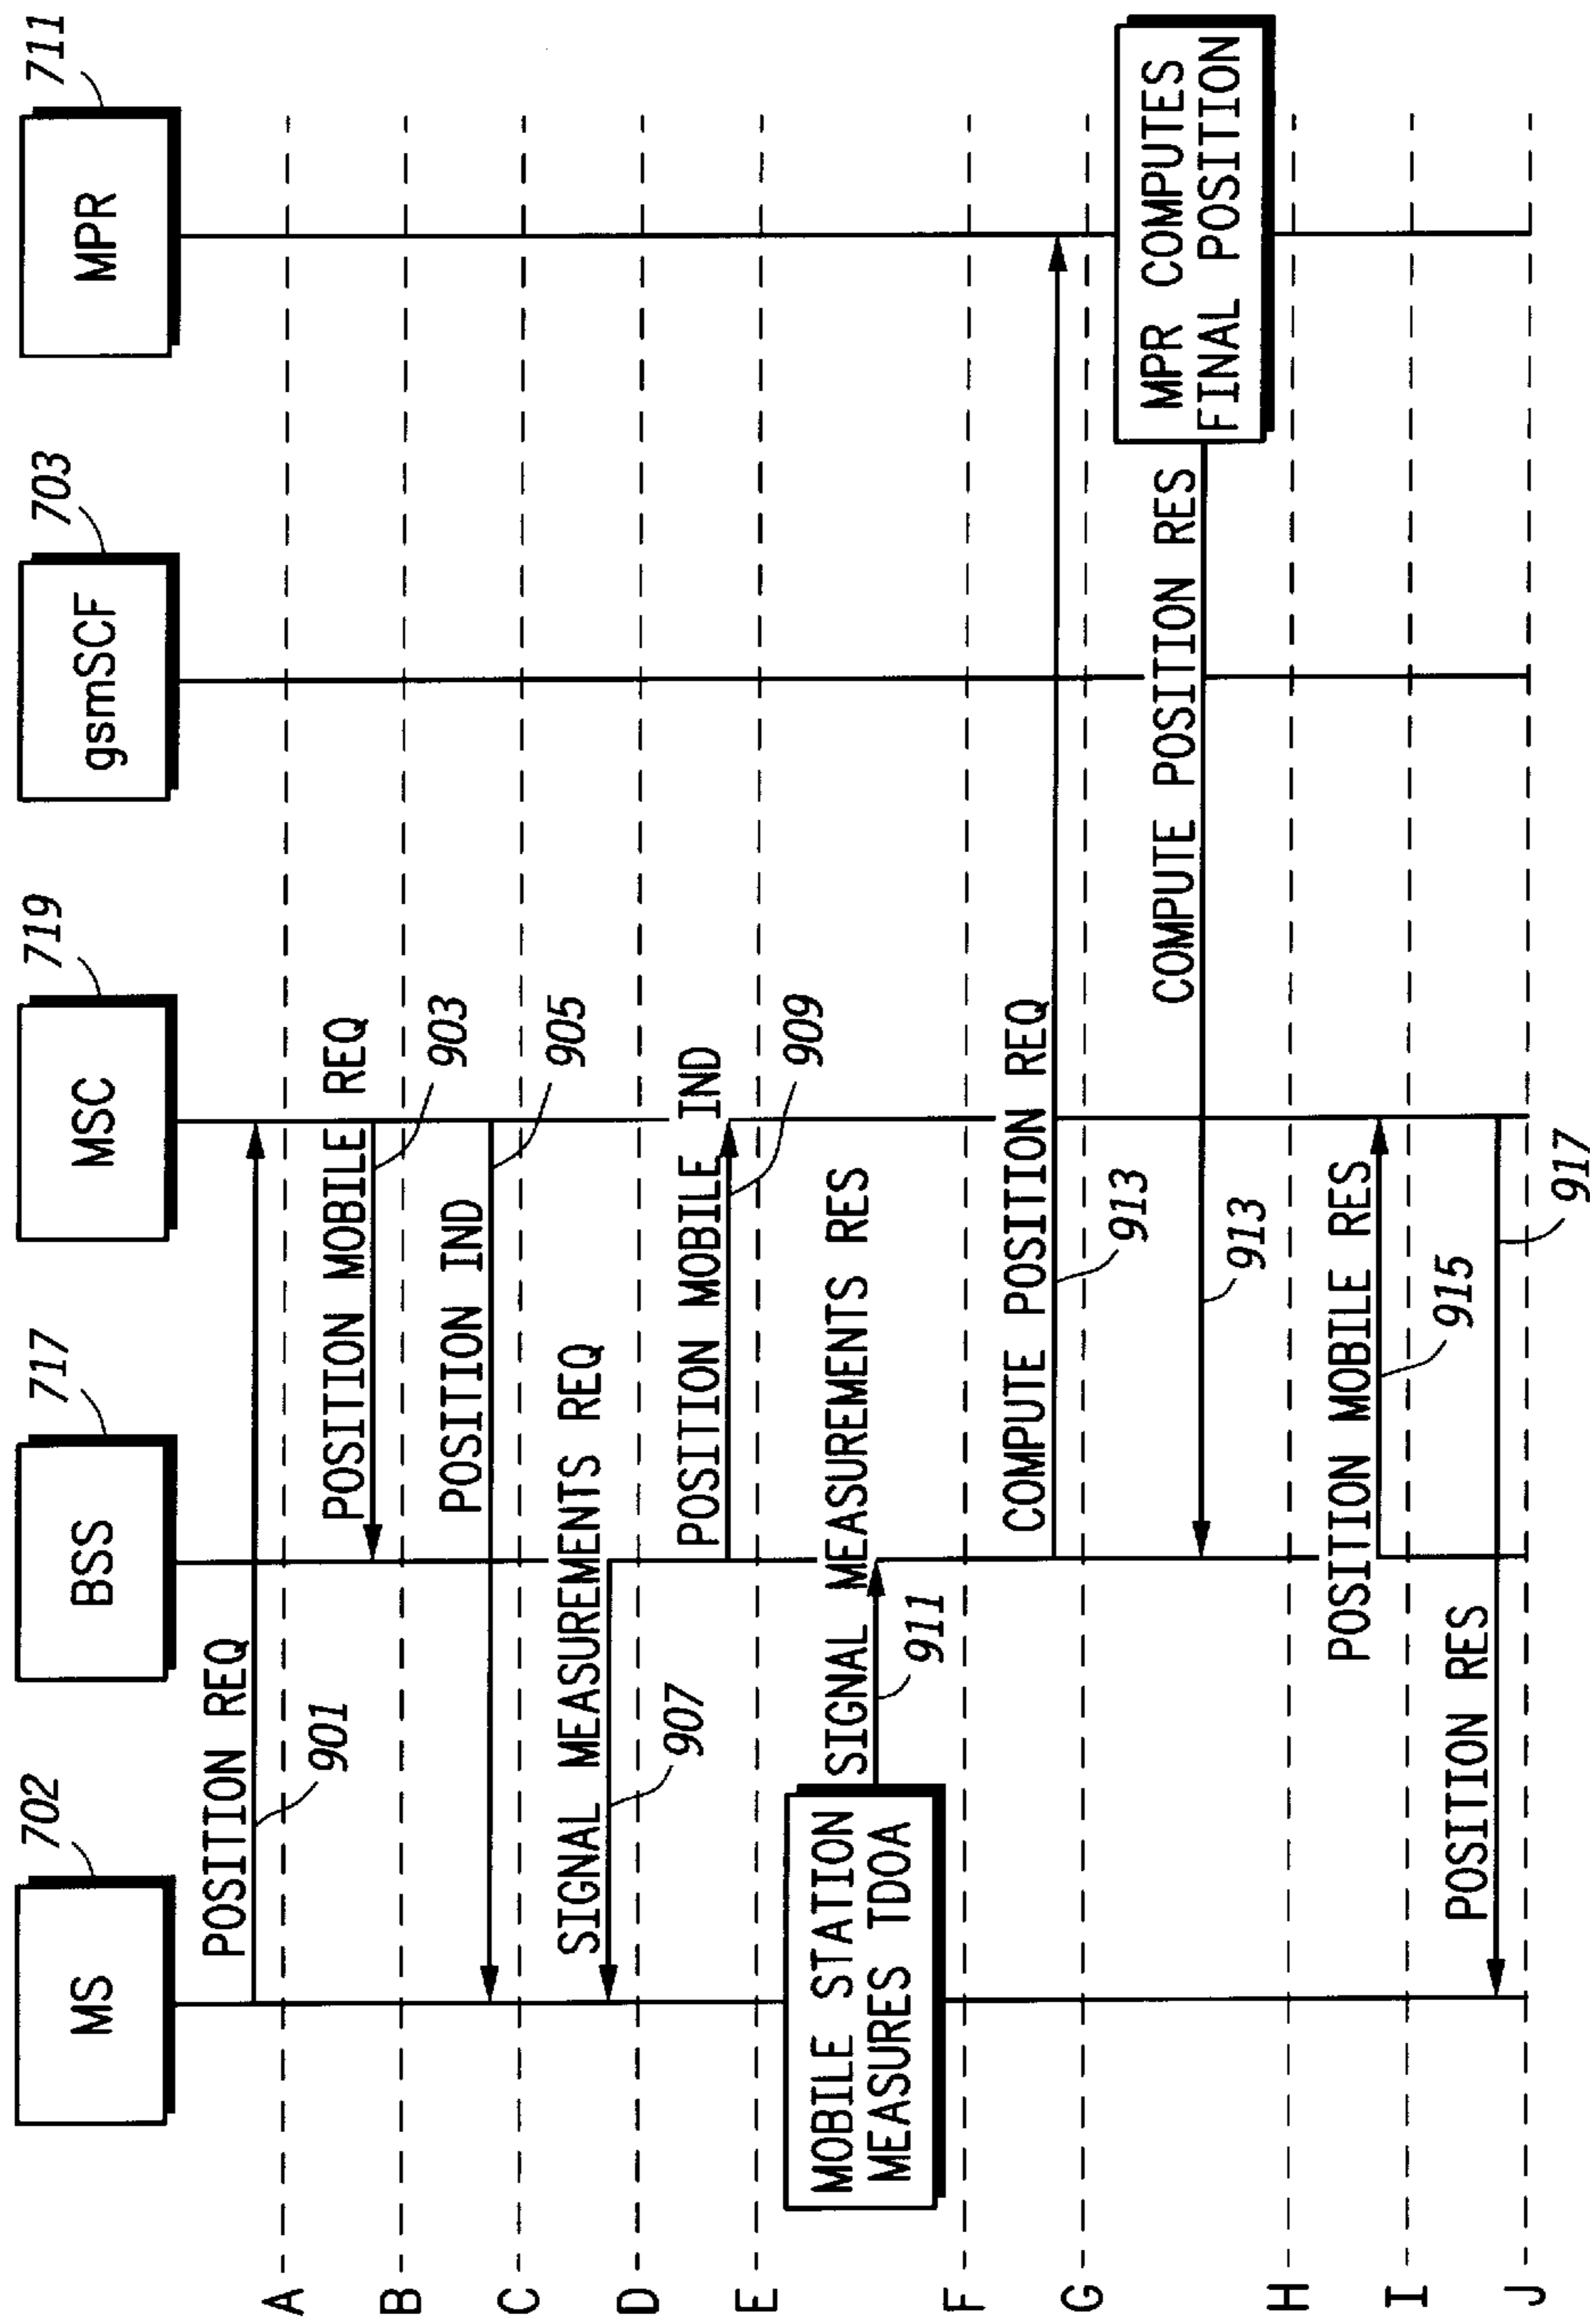 MS
702
BSS
717
MSC
719
gsmSCF
703
MPR
711
POSITION REQ
901
A
POSITION MOBILE REQ
903
B
POSITION IND
905
C
SIGNAL MEASUREMENTS REQ
907
D
POSITION MOBILE IND
909
E
MOBILE STATION
MEASURES TDOA
SIGNAL MEASUREMENTS RES
911
F
COMPUTE POSITION REQ
913
G
MPR COMPUTES
FINAL POSITION
COMPUTE POSITION RES
913
H
POSITION MOBILE RES
915
I
POSITION RES
917
J